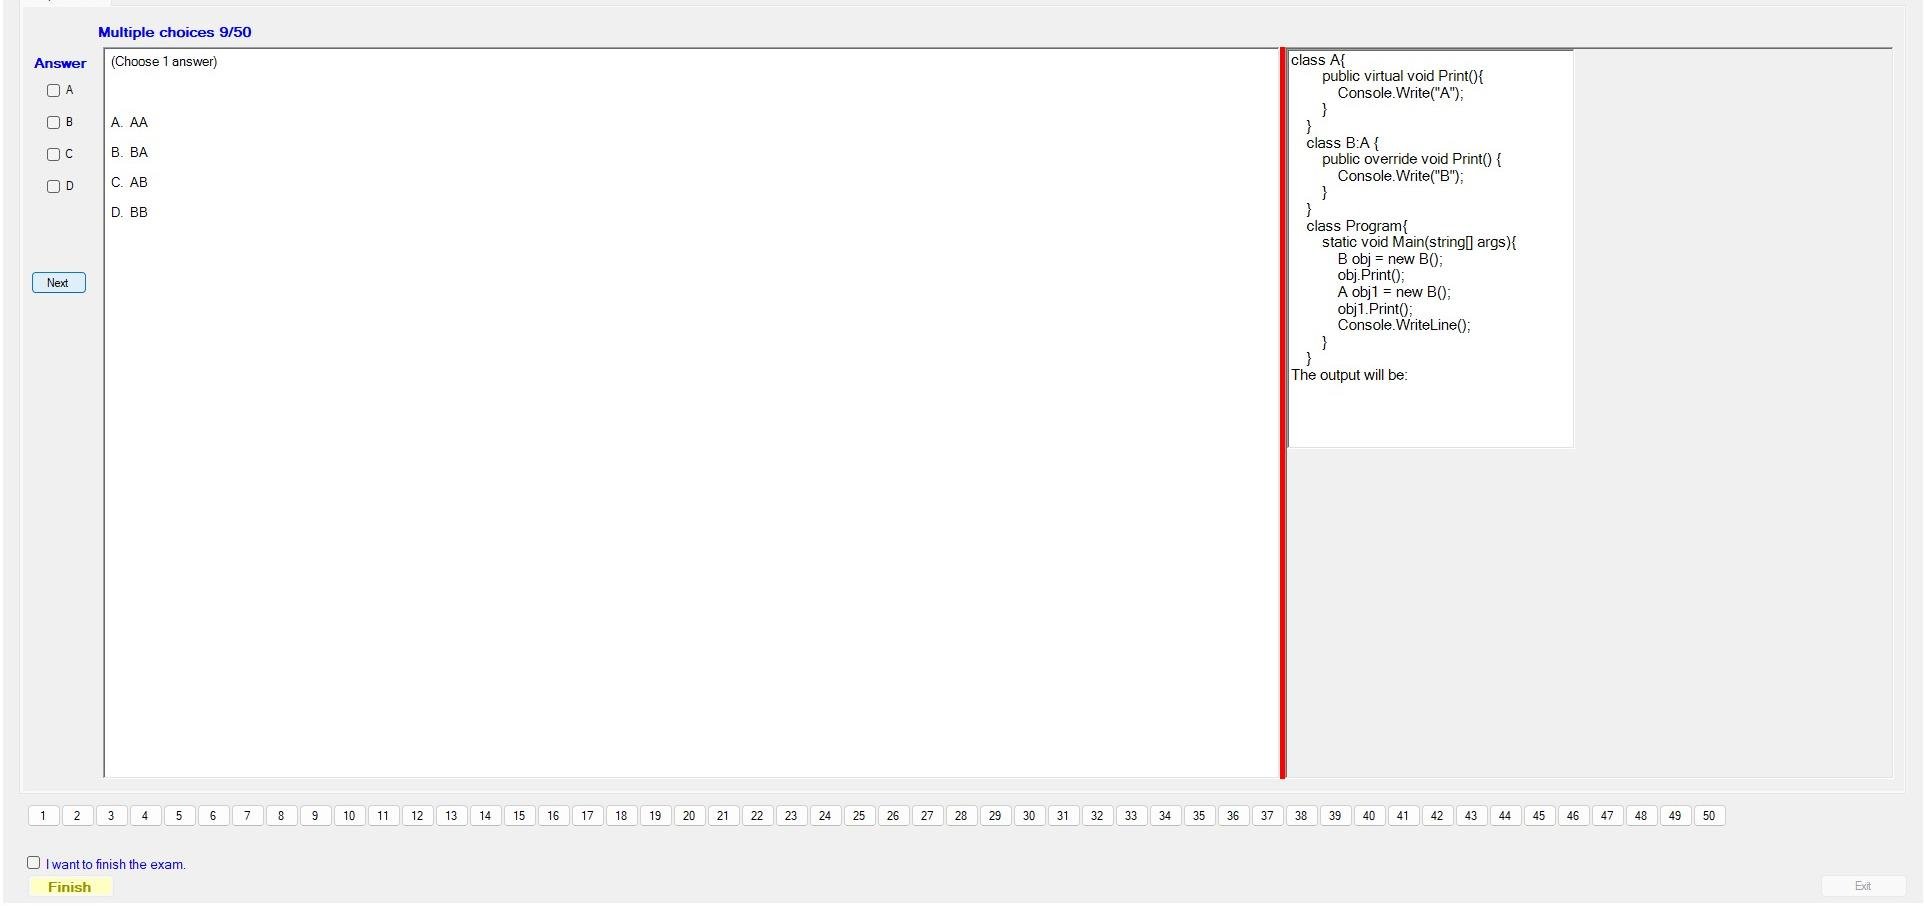 Multiple choices 9/50
Answer
A
B
C
D
Next
(Choose 1 answer)
A. AA
B. BA
C. AB
D. BB
class A{
public virtual void Print(){
Console.Write("A");
}
}
class B:A {
public override void Print() {
Console.Write("B");
}
}
class Program{
static void Main(string[] args){
B obj = new B();
obj.Print();
A obj1 = new B();
obj1.Print();
Console.WriteLine();
}
}
The output will be:
1 2 3 4 5 6 7 8 9 10 11 12 13 14 15 16 17 18 19 20 21 22 23 24 25 26 27 28 29 30 31 32 33 34 35 36 37 38 39 40 41 42 43 44 45 46 47 48 49 50
I want to finish the exam.
Finish
Exit